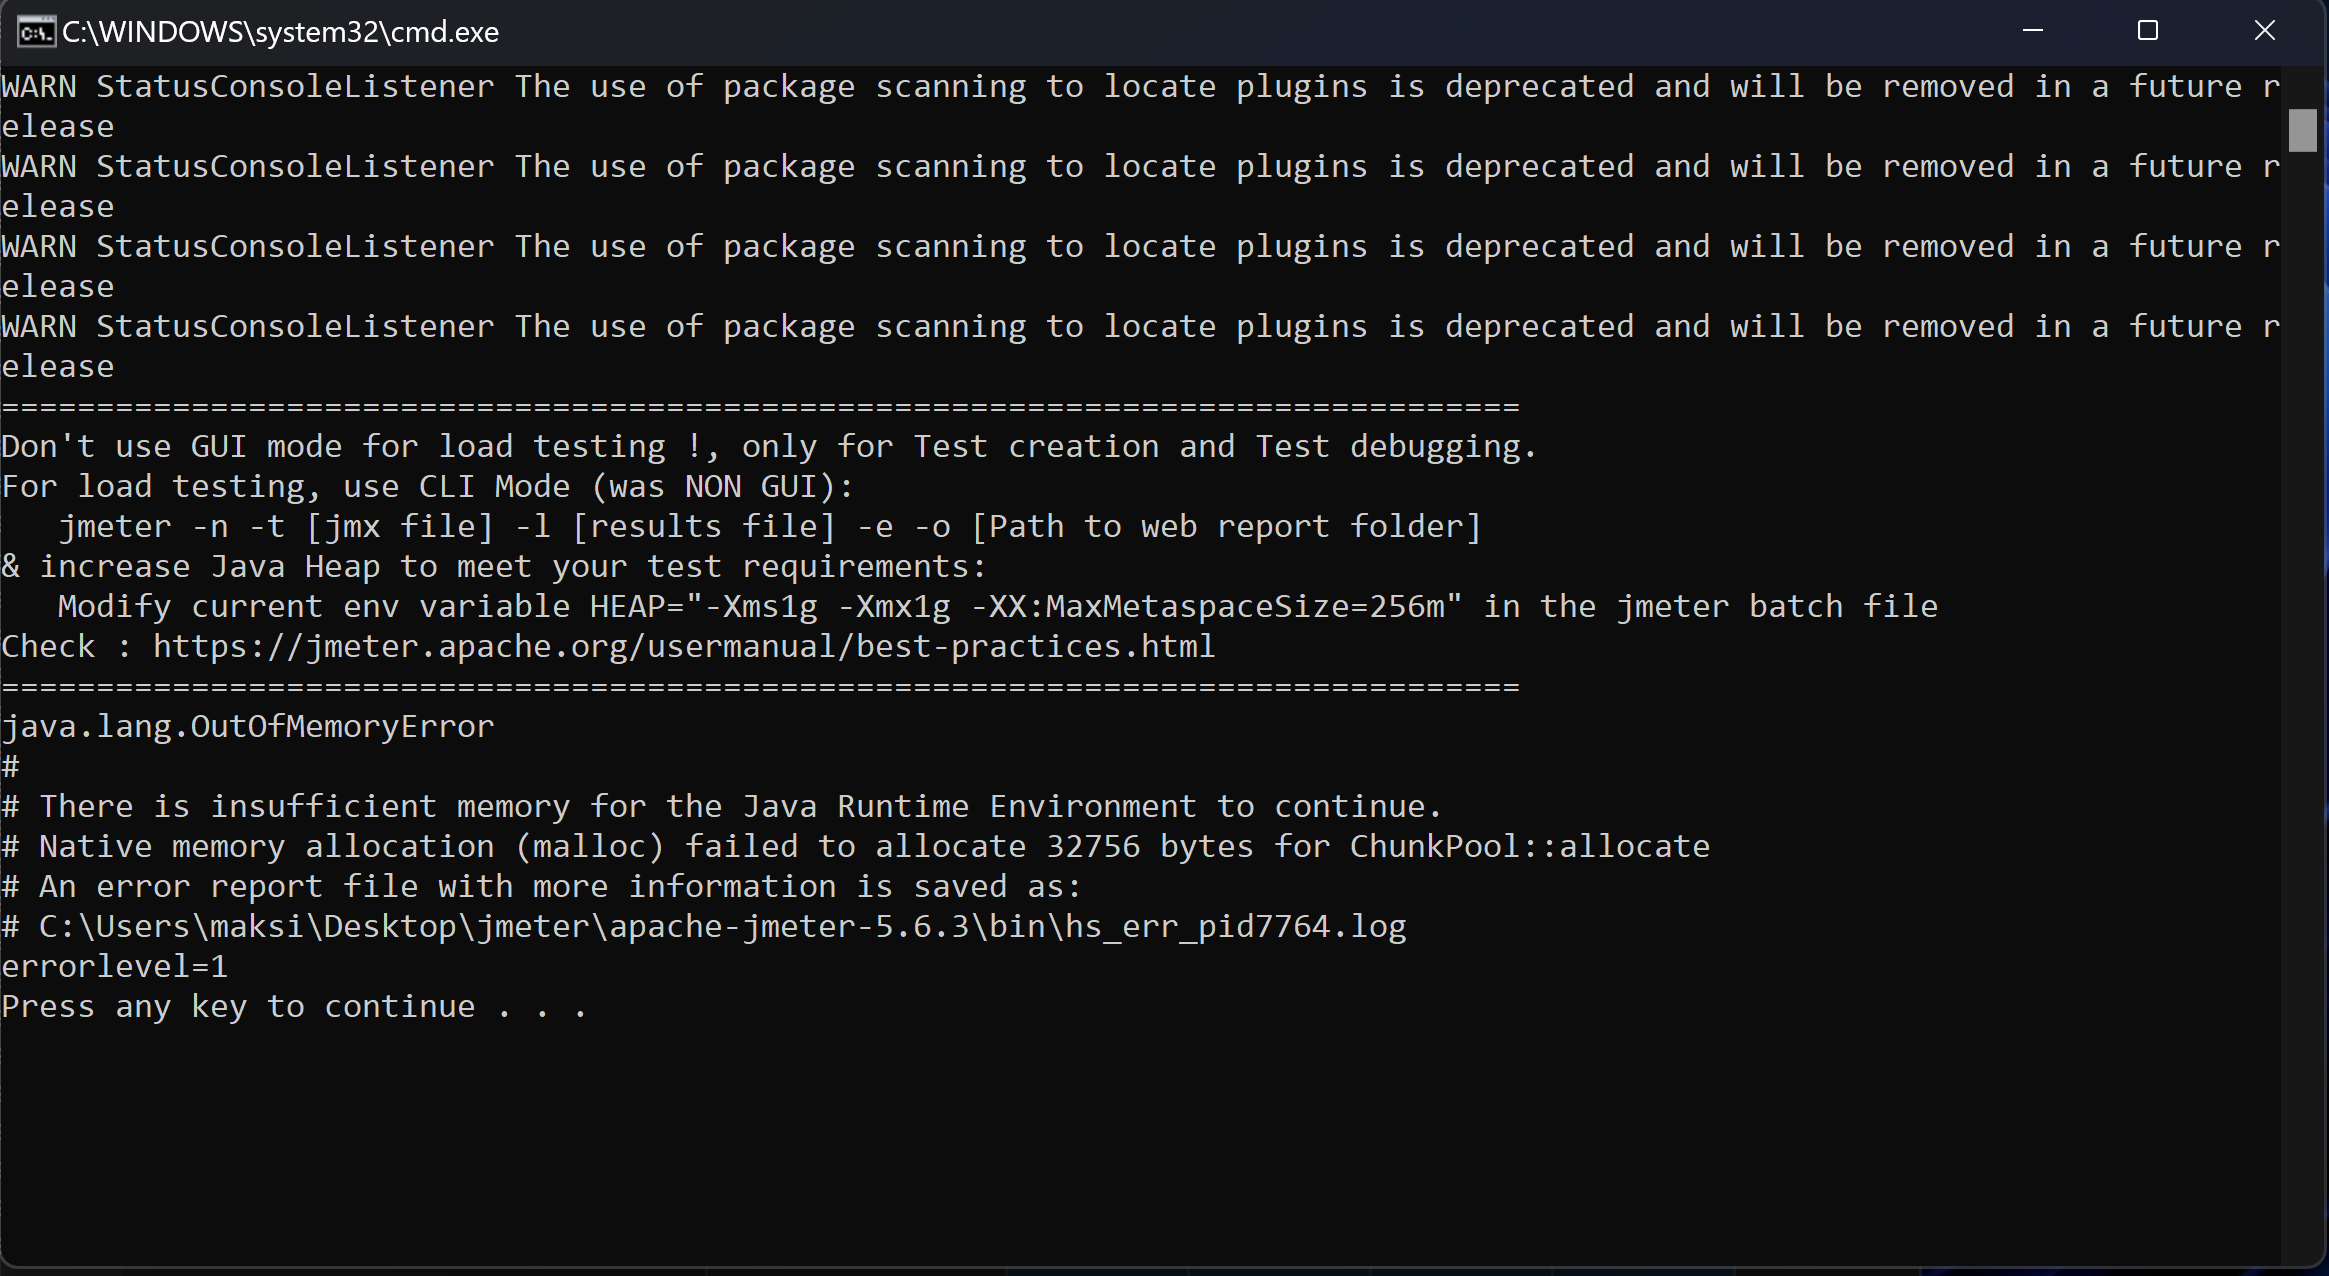 C:\WINDOWS\system32\cmd.exe
WARN StatusConsoleListener The use of package scanning to locate plugins is deprecated and will be removed in a future r
elease
WARN StatusConsoleListener The use of package scanning to locate plugins is deprecated and will be removed in a future r
elease
WARN StatusConsoleListener The use of package scanning to locate plugins is deprecated and will be removed in a future r
elease
WARN StatusConsoleListener The use of package scanning to locate plugins is deprecated and will be removed in a future r
elease
================================================================================
Don't use GUI mode for load testing !, only for Test creation and Test debugging.
For load testing, use CLI Mode (was NON GUI):
   jmeter -n -t [jmx file] -l [results file] -e -o [Path to web report folder]
& increase Java Heap to meet your test requirements:
   Modify current env variable HEAP="-Xms1g -Xmx1g -XX:MaxMetaspaceSize=256m" in the jmeter batch file
Check : https://jmeter.apache.org/usermanual/best-practices.html
================================================================================
java.lang.OutOfMemoryError
#
# There is insufficient memory for the Java Runtime Environment to continue.
# Native memory allocation (malloc) failed to allocate 32756 bytes for ChunkPool::allocate
# An error report file with more information is saved as:
# C:\Users\maksi\Desktop\jmeter\apache-jmeter-5.6.3\bin\hs_err_pid7764.log
errorlevel=1
Press any key to continue . . .